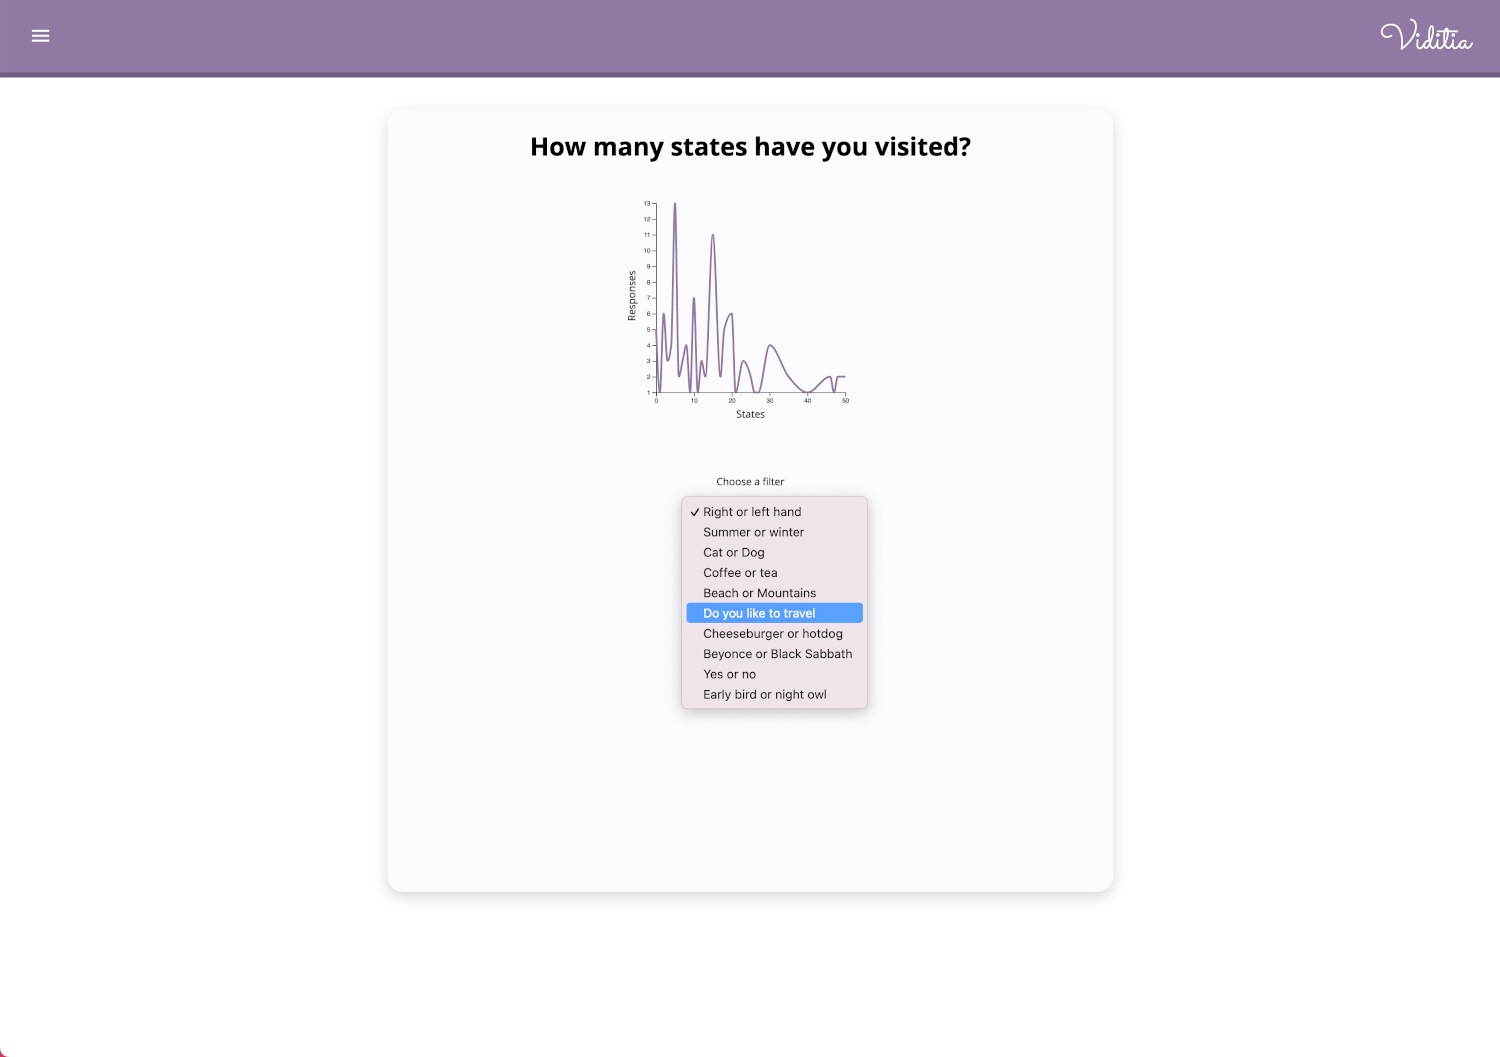 Viditia
How many states have you visited?
13
12
11
10
9
8
7
6
5
4
3
2
1
Responses
0 10 20 30 40 50
States
Choose a filter
✓ Right or left hand
Summer or winter
Cat or Dog
Coffee or tea
Beach or Mountains
Do you like to travel
Cheeseburger or hotdog
Beyonce or Black Sabbath
Yes or no
Early bird or night owl